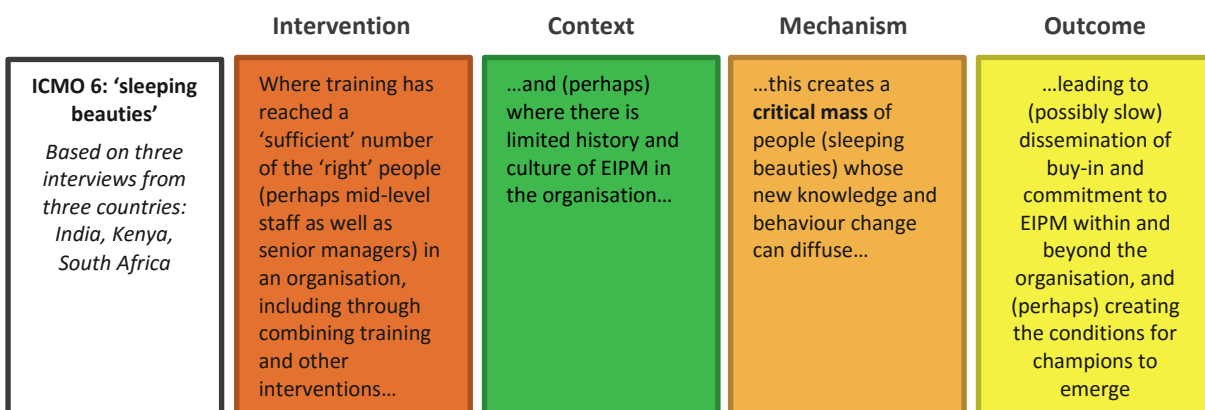 Intervention
Context
Mechanism
Outcome
ICMO 6: ‘sleeping
beauties’
Based on three
interviews from
three countries:
India, Kenya,
South Africa
Where training has
reached a
‘sufficient’ number
of the ‘right’ people
(perhaps mid-level
staff as well as
senior managers) in
an organisation,
including through
combining training
and other
interventions…
…and (perhaps)
where there is
limited history and
culture of EIPM in
the organisation…
…this creates a
critical mass of
people (sleeping
beauties) whose
new knowledge and
behaviour change
can diffuse…
…leading to
(possibly slow)
dissemination of
buy-in and
commitment to
EIPM within and
beyond the
organisation, and
(perhaps) creating
the conditions for
champions to
emerge